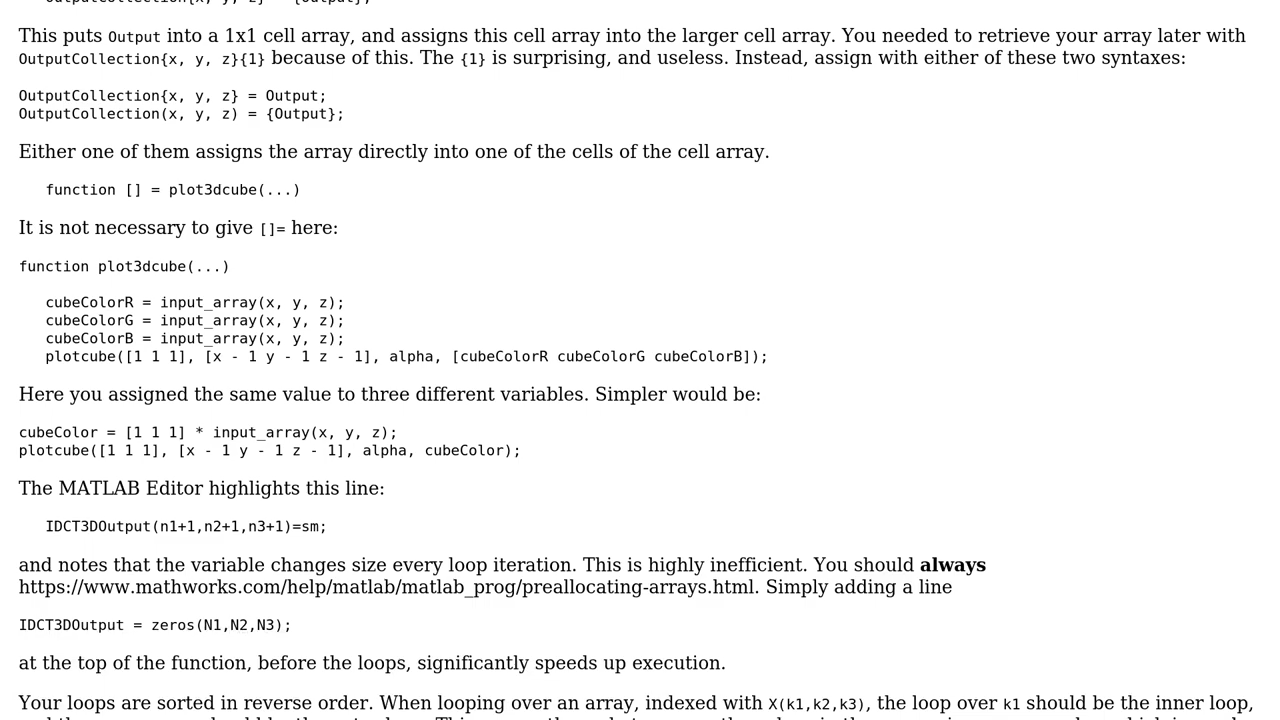 OutputCollection{x, y, z} = {Output};
This puts Output into a 1x1 cell array, and assigns this cell array into the larger cell array. You needed to retrieve your array later with
OutputCollection{x, y, z}{1} because of this. The {1} is surprising, and useless. Instead, assign with either of these two syntaxes:
OutputCollection{x, y, z} = Output;
OutputCollection(x, y, z) = {Output};
Either one of them assigns the array directly into one of the cells of the cell array.
function [] = plot3dcube(...)
It is not necessary to give []= here:
function plot3dcube(...)
cubeColorR = input_array(x, y, z);
cubeColorG = input_array(x, y, z);
cubeColorB = input_array(x, y, z);
plotcube([1 1 1], [x - 1 y - 1 z - 1], alpha, [cubeColorR cubeColorG cubeColorB]);
Here you assigned the same value to three different variables. Simpler would be:
cubeColor = [1 1 1] * input_array(x, y, z);
plotcube([1 1 1], [x - 1 y - 1 z - 1], alpha, cubeColor);
The MATLAB Editor highlights this line:
IDCT3DOutput(n1+1,n2+1,n3+1)=sm;
and notes that the variable changes size every loop iteration. This is highly inefficient. You should always
https://www.mathworks.com/help/matlab/matlab_prog/preallocating-arrays.html. Simply adding a line
IDCT3DOutput = zeros(N1,N2,N3);
at the top of the function, before the loops, significantly speeds up execution.
Your loops are sorted in reverse order. When looping over an array, indexed with X(k1,k2,k3), the loop over k1 should be the inner loop,